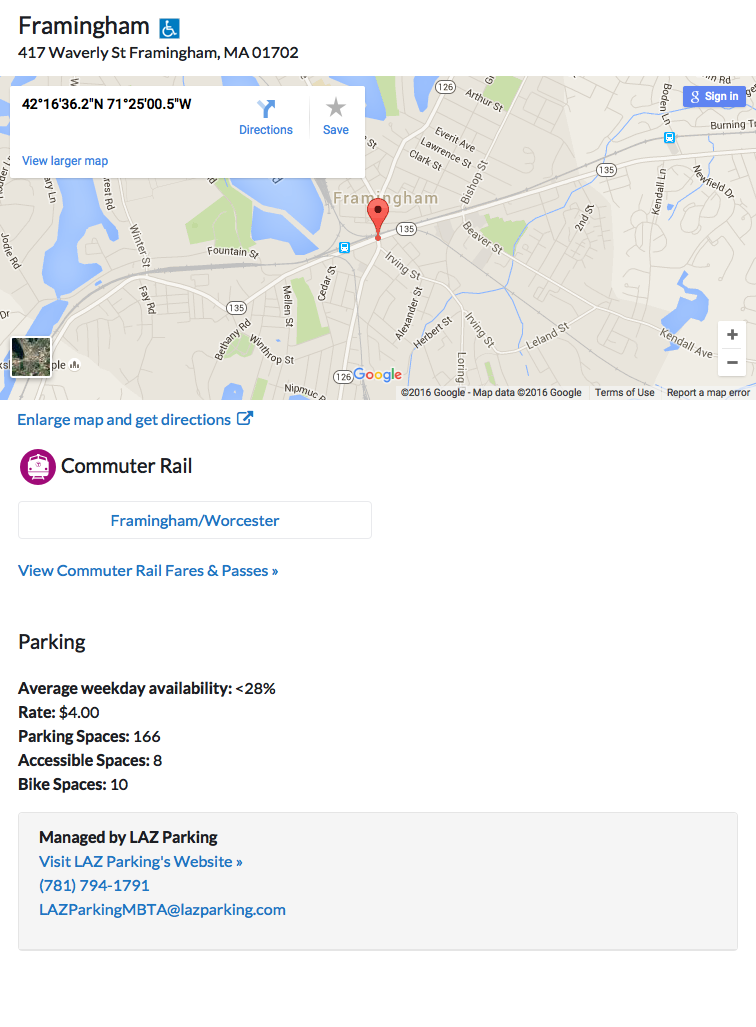 Framingham
417 Waverly St Framingham, MA 01702
42°16'36.2"N 71°25'00.5"W
Directions
Save
View larger map
Sign in
126
Arthur St
Boden Ln
Burning
Everit Ave
Lawrence St
Clark St
Bishop St
135
Newfield Dr
Kendall Ln
Framingham
2nd St
135
Beaver St
Winter St
Fountain St
Irving St
Jodie Rd
Fay Rd
Cedar St
Mellen St
Alexander St
135
Bethany Rd
Herbert St
Irving St
Leland St
Kendall Ave
Winthrop St
Loring
126
Google
Nipmuc
©2016 Google - Map data ©2016 Google
Terms of Use
Report a map error
Enlarge map and get directions
Commuter Rail
Framingham/Worcester
View Commuter Rail Fares & Passes »
Parking
Average weekday availability: <28%
Rate: $4.00
Parking Spaces: 166
Accessible Spaces: 8
Bike Spaces: 10
Managed by LAZ Parking
Visit LAZ Parking's Website »
(781) 794-1791
LAZParkingMBTA@lazparking.com